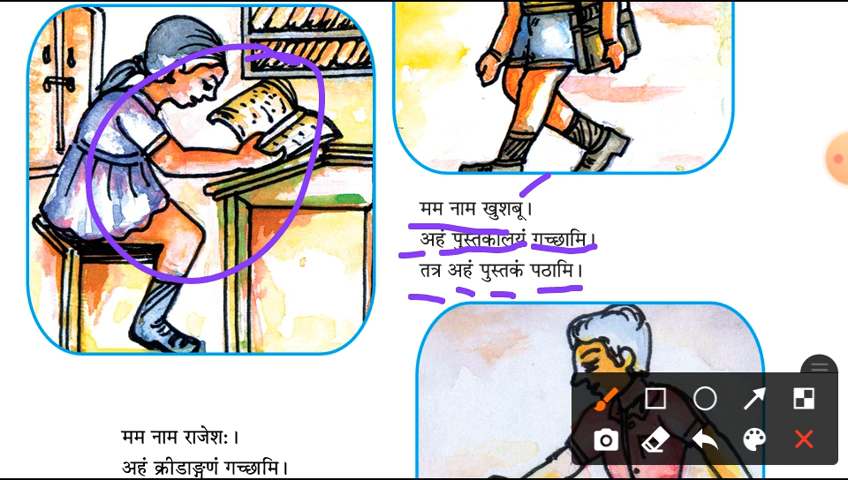 मम नाम खुशबू।
अहं पुस्तकालयं गच्छामि।
तत्र अहं पुस्तकं पठामि।
मम नाम राजेश:।
अहं क्रीडाङ्गणं गच्छामि।